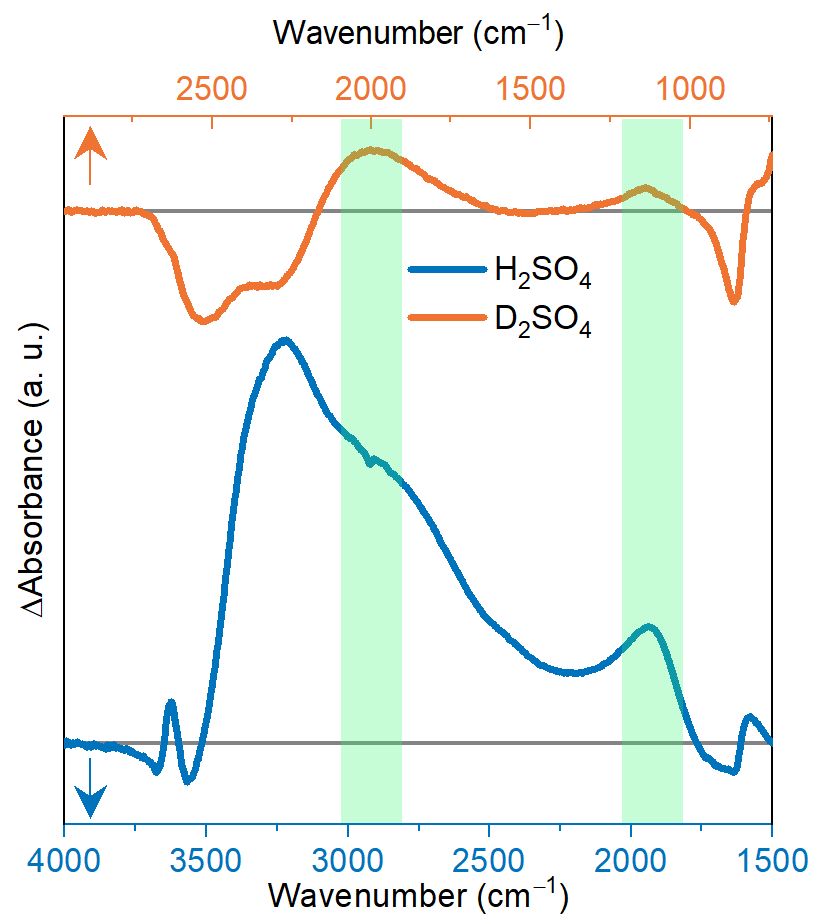 Wavenumber (cm⁻¹)
2500 2000 1500 1000
H₂SO₄
D₂SO₄
ΔAbsorbance (a. u.)
4000 3500 3000 2500 2000 1500
Wavenumber (cm⁻¹)